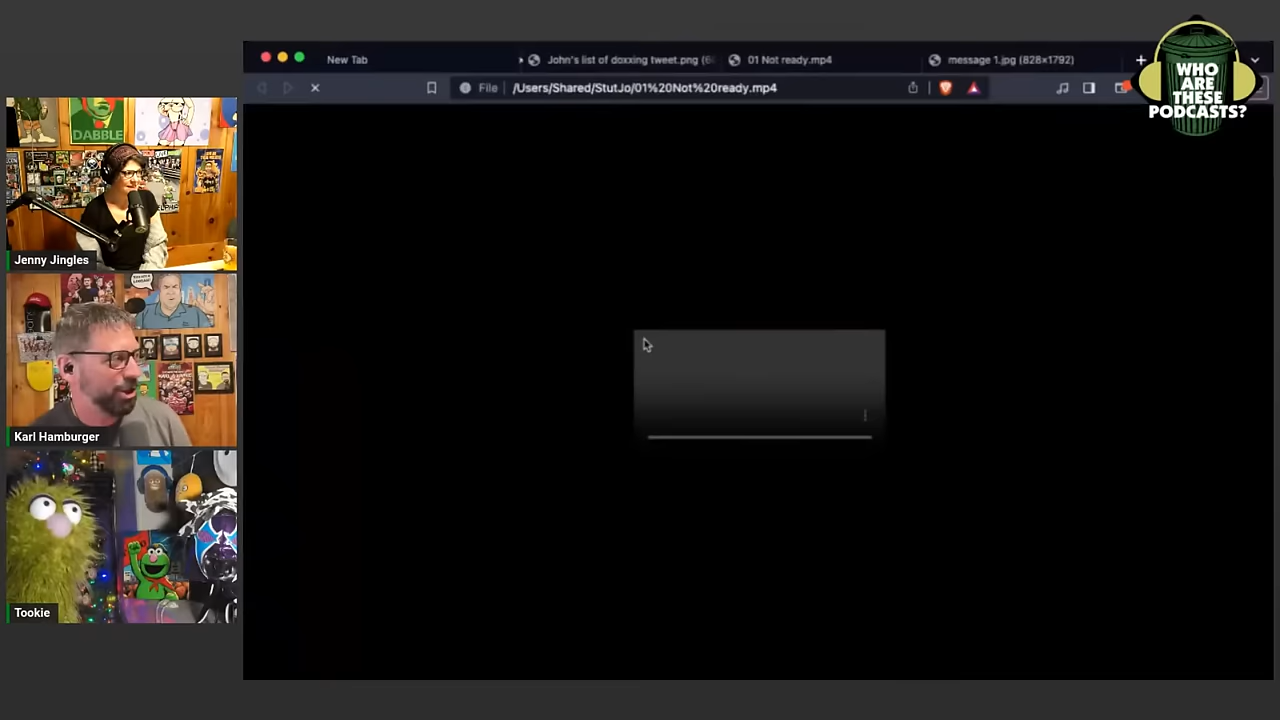 New Tab
John's list of doxxing tweet.png (6
01 Not ready.mp4
message 1.jpg (828×1792)
File
/Users/Shared/StutJo/01%20Not%20ready.mp4
WHO
ARE
THESE
PODCASTS?
DABBLE
Jenny Jingles
Karl Hamburger
Tookie